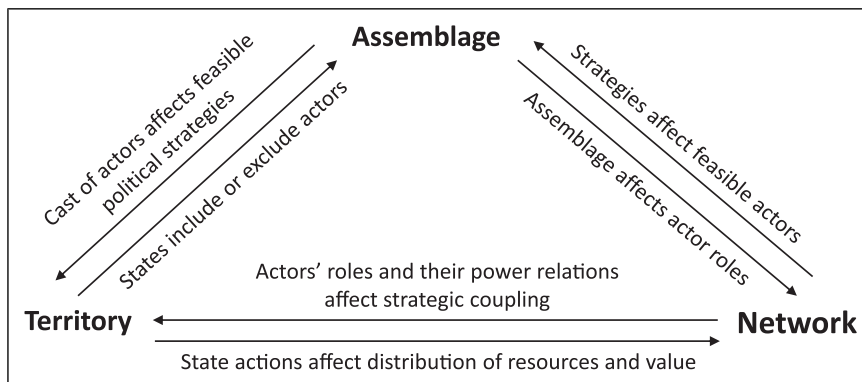 Assemblage
Cast of actors affects feasible
political strategies
States include or exclude actors
Strategies affect feasible actors
Assemblage affects actor roles
Actors’ roles and their power relations
affect strategic coupling
Territory
Network
State actions affect distribution of resources and value